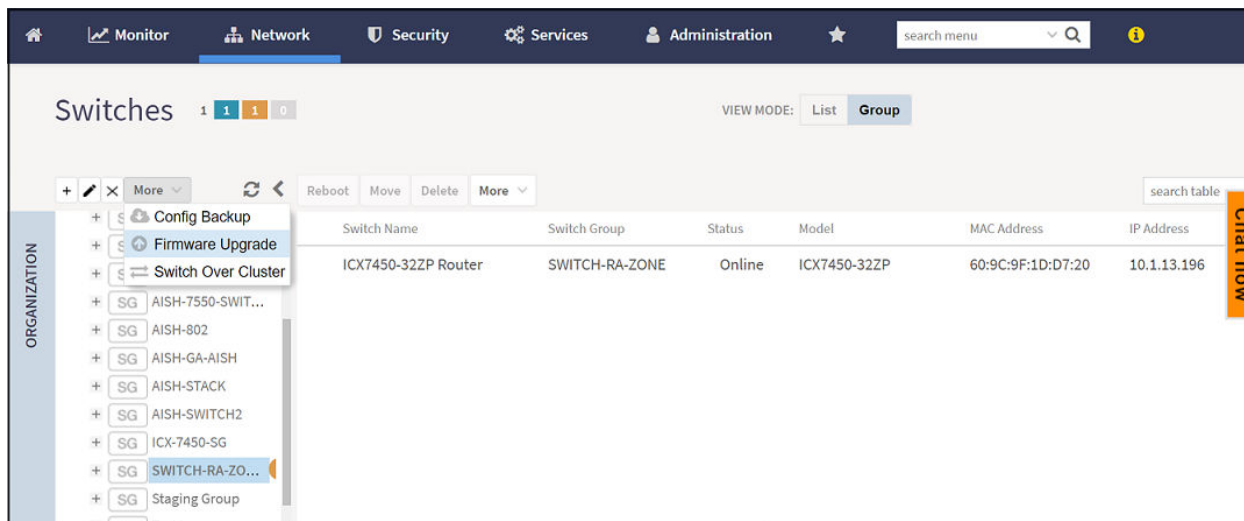 Monitor Network Security Services Administration search menu
Switches 1 1 1 0 VIEW MODE: List Group
More Reboot Move Delete More search table
Config Backup
Firmware Upgrade
Switch Over Cluster
SG AISH-7550-SWIT...
SG AISH-802
SG AISH-GA-AISH
SG AISH-STACK
SG AISH-SWITCH2
SG ICX-7450-SG
SG SWITCH-RA-ZO...
SG Staging Group
ORGANIZATION
Switch Name Switch Group Status Model MAC Address IP Address
ICX7450-32ZP Router SWITCH-RA-ZONE Online ICX7450-32ZP 60:9C:9F:1D:D7:20 10.1.13.196
Chat now